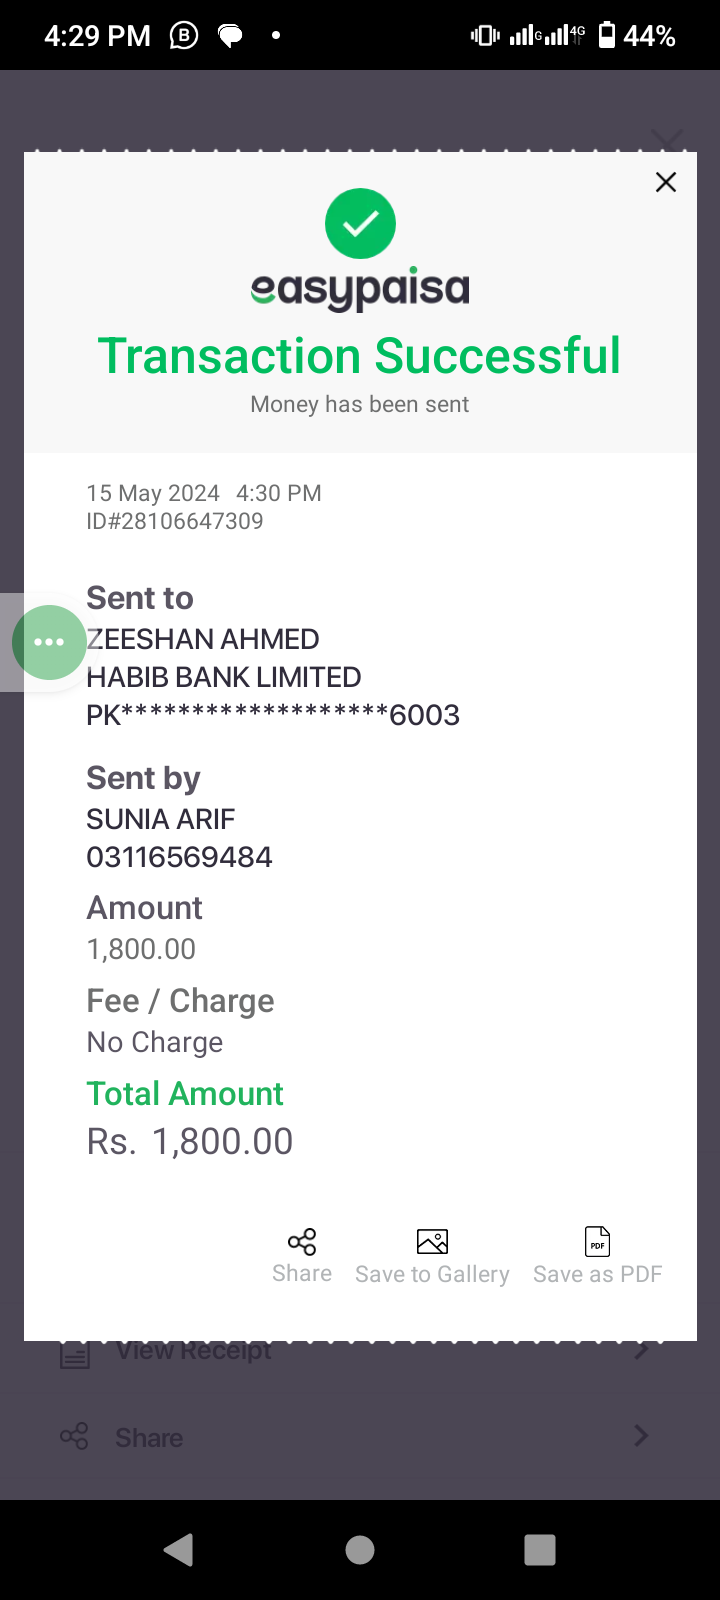 4:29 PM
G 4G 44%
easypaisa
Transaction Successful
Money has been sent
15 May 2024 4:30 PM
ID#28106647309
Sent to
ZEESHAN AHMED
HABIB BANK LIMITED
PK*******************6003
Sent by
SUNIA ARIF
03116569484
Amount
1,800.00
Fee / Charge
No Charge
Total Amount
Rs. 1,800.00
PDF
Share Save to Gallery Save as PDF
View Receipt
Share